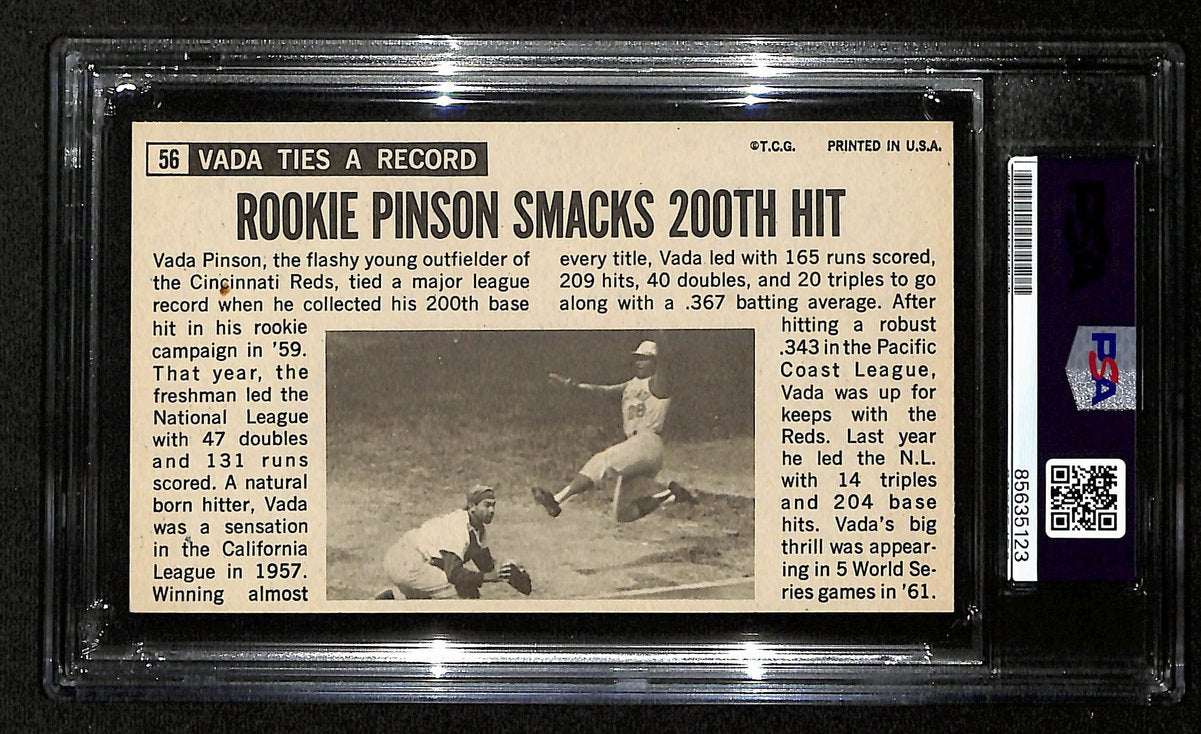 56 VADA TIES A RECORD
©T.C.G. PRINTED IN U.S.A.
ROOKIE PINSON SMACKS 200TH HIT
Vada Pinson, the flashy young outfielder of
the Cincinnati Reds, tied a major league
record when he collected his 200th base
hit in his rookie
campaign in '59.
That year, the
freshman led the
National League
with 47 doubles
and 131 runs
scored. A natural
born hitter, Vada
was a sensation
in the California
League in 1957.
Winning almost
every title, Vada led with 165 runs scored,
209 hits, 40 doubles, and 20 triples to go
along with a .367 batting average. After
hitting a robust
.343 in the Pacific
Coast League,
Vada was up for
keeps with the
Reds. Last year
he led the N.L.
with 14 triples
and 204 base
hits. Vada's big
thrill was appear-
ing in 5 World Se-
ries games in '61.
PSA
PSA
85635123